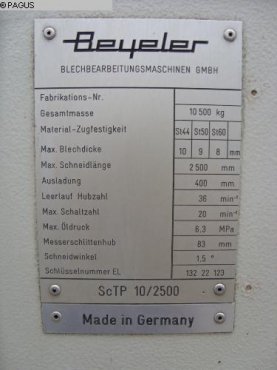 © PAGUS
Beyeler
BLECHBEARBEITUNGSMASCHINEN GMBH
Fabrikations-Nr.
Gesamtmasse 10 500 kg
Material-Zugfestigkeit St44 St50 St60
Max. Blechdicke 10 9 8 mm
Max. Schneidlänge 2 500 mm
Ausladung 400 mm
Leerlauf Hubzahl 36 min⁻¹
Max. Schaltzahl 20 min⁻¹
Max. Öldruck 6,3 MPa
Messerschlittenhub 83 mm
Schneidwinkel 1,5 °
Schlüsselnummer EL 132 22 123
ScTP 10/2500
Made in Germany